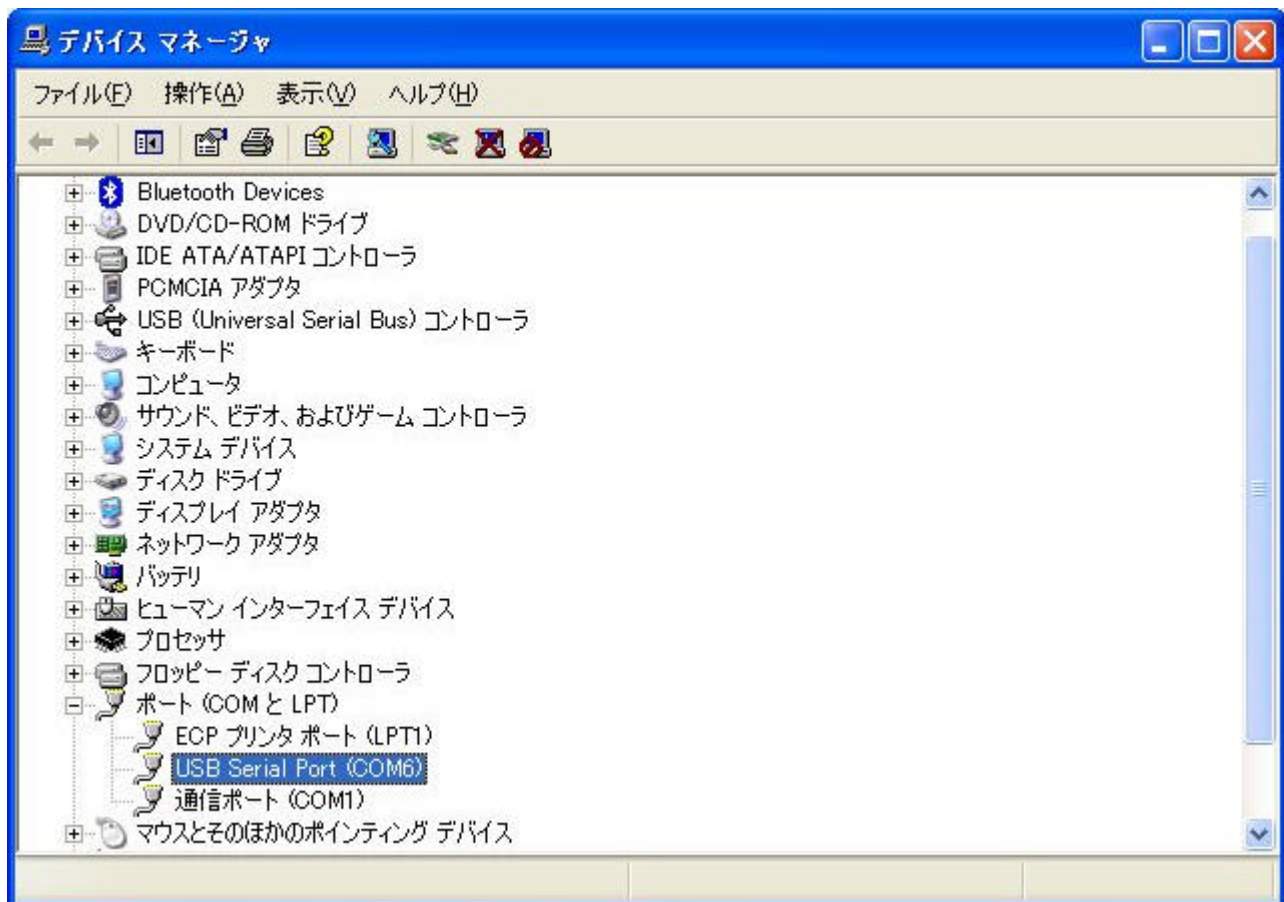 デバイス マネージャ
ファイル(F) 操作(A) 表示(V) ヘルプ(H)
Bluetooth Devices
DVD/CD-ROM ドライブ
IDE ATA/ATAPI コントローラ
PCMCIA アダプタ
USB (Universal Serial Bus) コントローラ
キーボード
コンピュータ
サウンド、ビデオ、およびゲーム コントローラ
システム デバイス
ディスク ドライブ
ディスプレイ アダプタ
ネットワーク アダプタ
バッテリ
ヒューマン インターフェイス デバイス
プロセッサ
フロッピー ディスク コントローラ
ポート (COM と LPT)
ECP プリンタ ポート (LPT1)
USB Serial Port (COM6)
通信ポート (COM1)
マウスとそのほかのポインティング デバイス